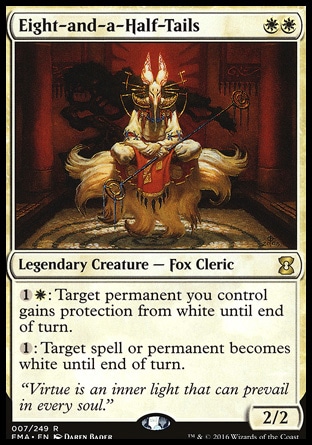 Eight-and-a-Half-Tails
Legendary Creature — Fox Cleric
1 : Target permanent you control
gains protection from white until end
of turn.
1: Target spell or permanent becomes
white until end of turn.
“Virtue is an inner light that can prevail
in every soul.”
007/249 R
EMA • EN Daren Bader
™ & © 2016 Wizards of the Coast
2/2